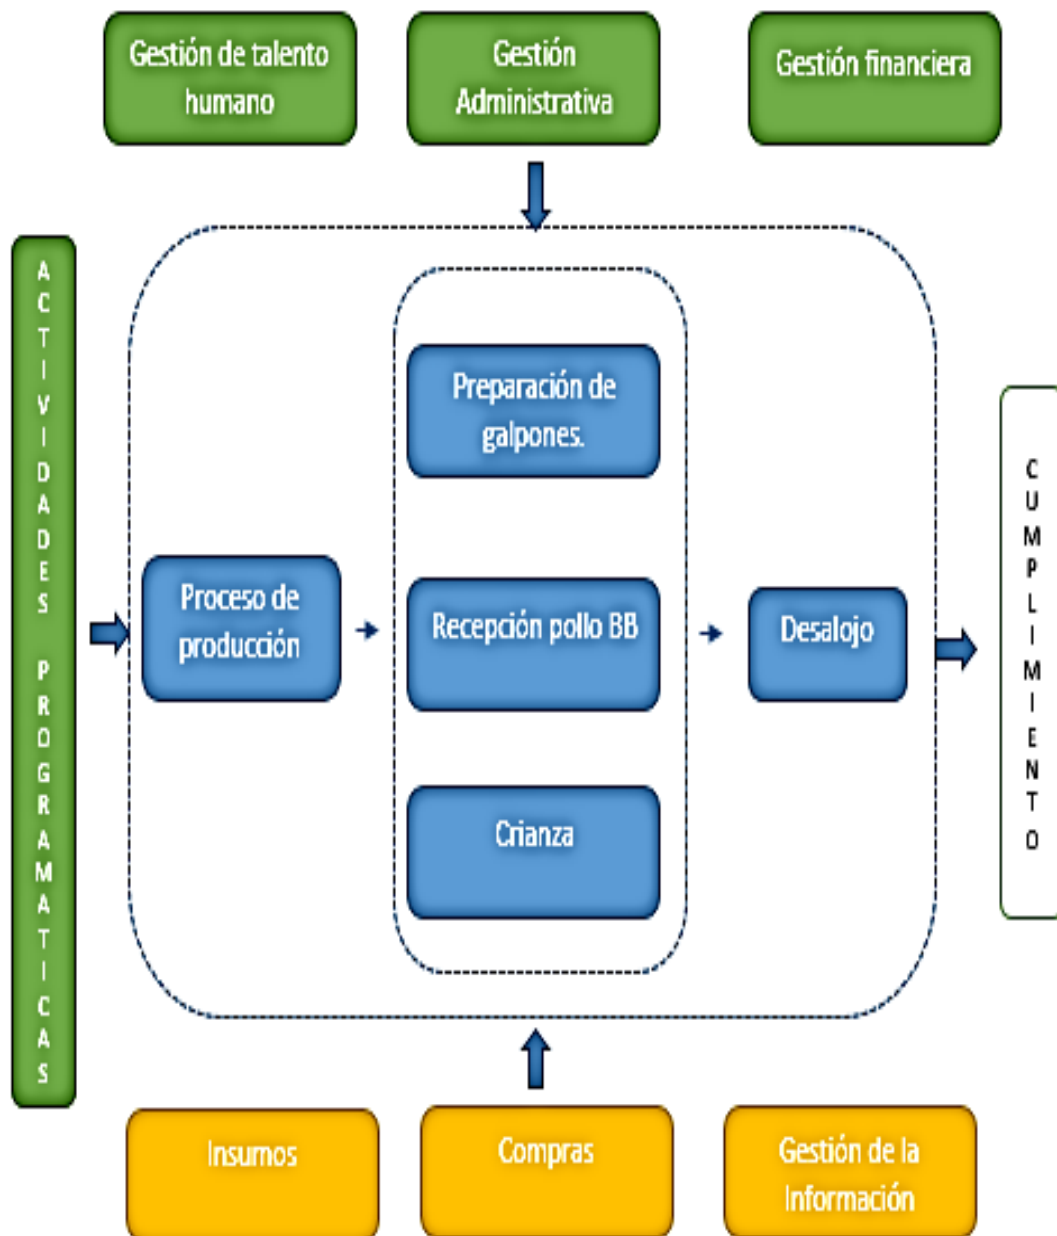 Gestión de talento
humano
Gestión
Administrativa
Gestión financiera
ACTIVIDADES PROGRAMATICAS
Preparación de
galpones.
Proceso de
producción
Recepción pollo BB
Desalojo
Crianza
CUMPLIMIENTO
Insumos
Compras
Gestión de la
Información